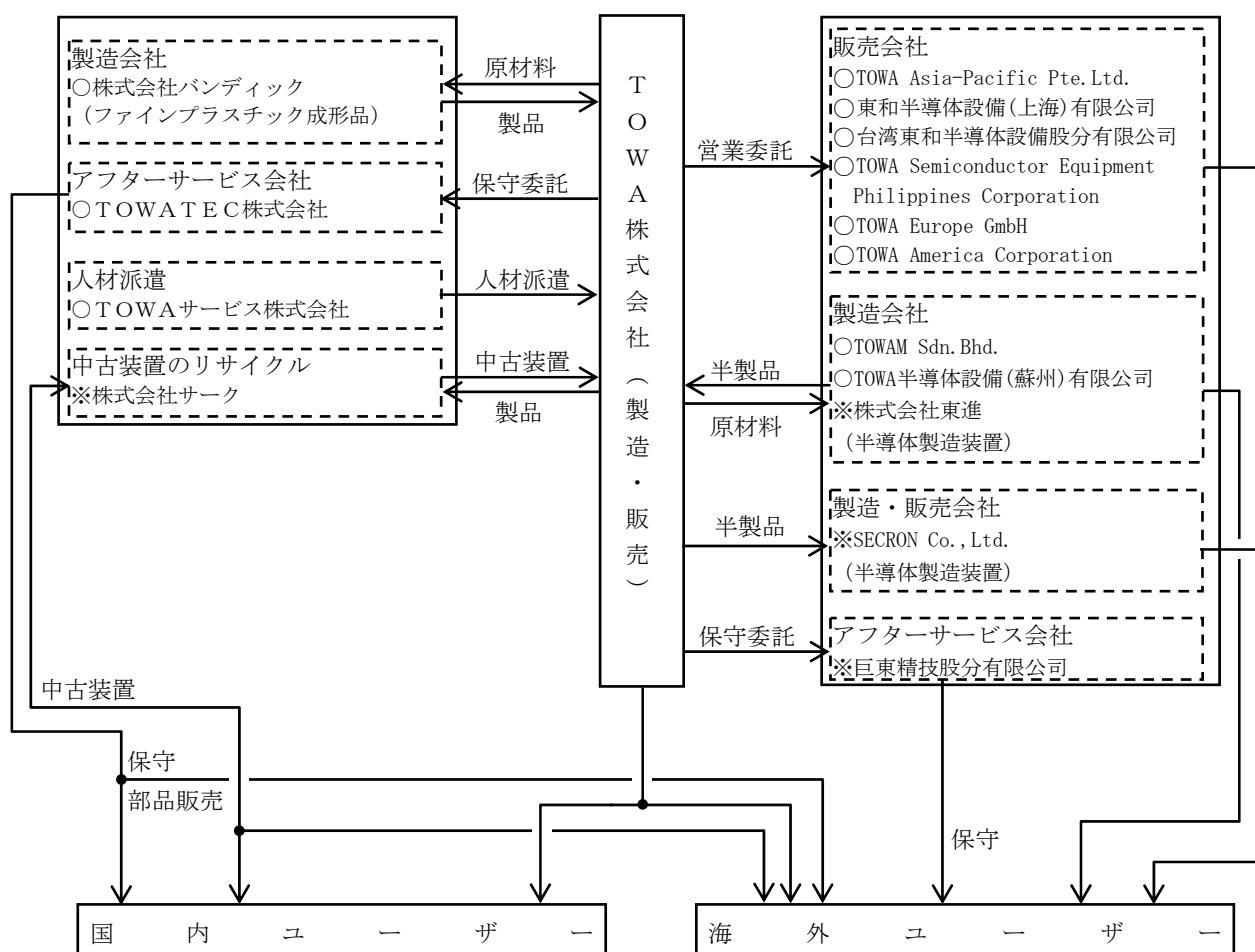 製造会社
○株式会社バンディック
(ファインプラスチック成形品)
アフターサービス会社
○ＴＯＷＡＴＥＣ株式会社
人材派遣
○ＴＯＷＡサービス株式会社
中古装置のリサイクル
※株式会社サーク
原材料
製品
保守委託
人材派遣
中古装置
製品
ＴＯＷＡ株式会社（製造・販売）
営業委託
半製品
原材料
半製品
保守委託
販売会社
○TOWA Asia-Pacific Pte.Ltd.
○東和半導体設備(上海)有限公司
○台湾東和半導体設備股分有限公司
○TOWA Semiconductor Equipment
Philippines Corporation
○TOWA Europe GmbH
○TOWA America Corporation
製造会社
○TOWAM Sdn.Bhd.
○TOWA半導体設備(蘇州)有限公司
※株式会社東進
(半導体製造装置)
製造・販売会社
※SECRON Co.,Ltd.
(半導体製造装置)
アフターサービス会社
※巨東精技股分有限公司
中古装置
保守
部品販売
保守
国内ユーザー
海外ユーザー